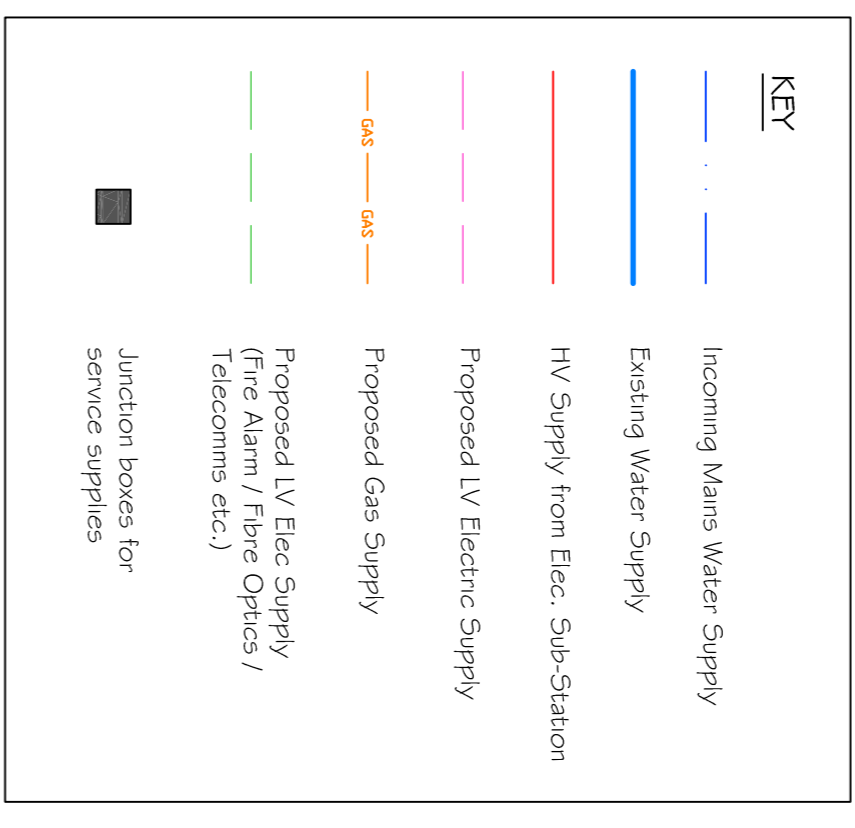 KEY
Incoming Mains Water Supply
Existing Water Supply
HV Supply from Elec. Sub-Station
Proposed LV Electric Supply
GAS GAS
Proposed Gas Supply
Proposed LV Elec Supply
(Fire Alarm / Fibre Optics /
Telecomms etc.)
Junction boxes for
service supplies